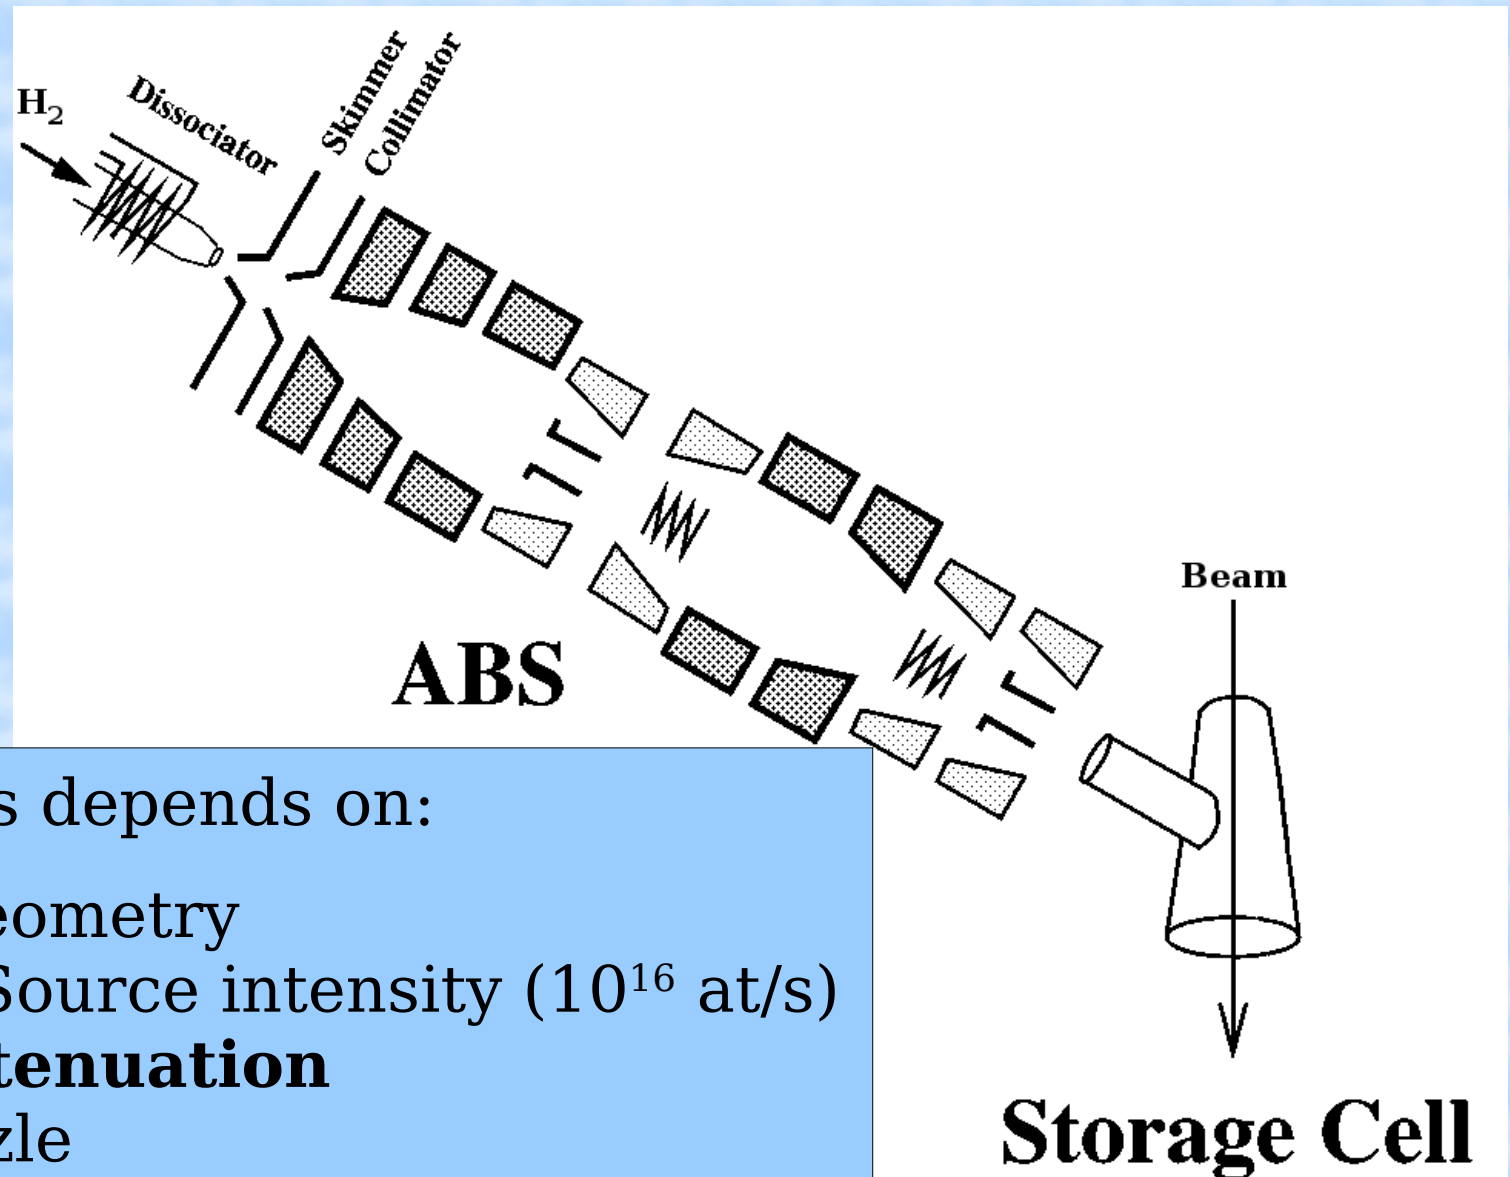 H₂
Dissociator
Skimmer
Collimator
ABS
Beam
s depends on:
eometry
Source intensity (10¹⁶ at/s)
tenuation
zle
Storage Cell